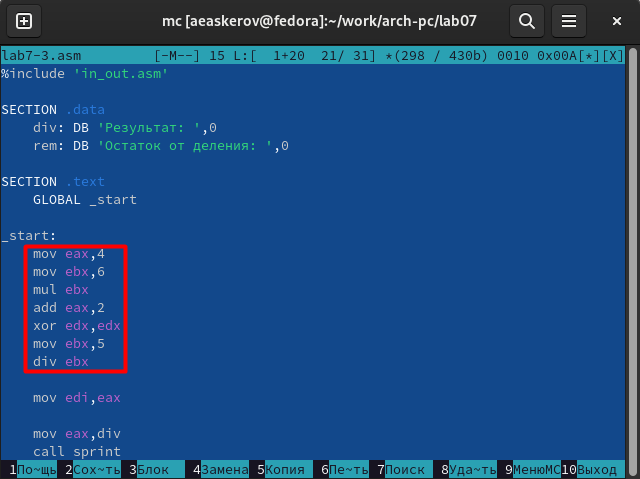 mc [aeaskerov@fedora]:~/work/arch-pc/lab07
lab7-3.asm [-M--] 15 L:[ 1+20 21/ 31] *(298 / 430b) 0010 0x00A[*][X]
%include 'in_out.asm'
SECTION .data
div: DB 'Результат: ',0
rem: DB 'Остаток от деления: ',0
SECTION .text
GLOBAL _start
_start:
mov eax,4
mov ebx,6
mul ebx
add eax,2
xor edx,edx
mov ebx,5
div ebx
mov edi,eax
mov eax,div
call sprint
1По~щь 2Сох~ть 3Блок 4Замена 5Копия 6Пе~ть 7Поиск 8Уда~ть 9МенюMC 10Выход